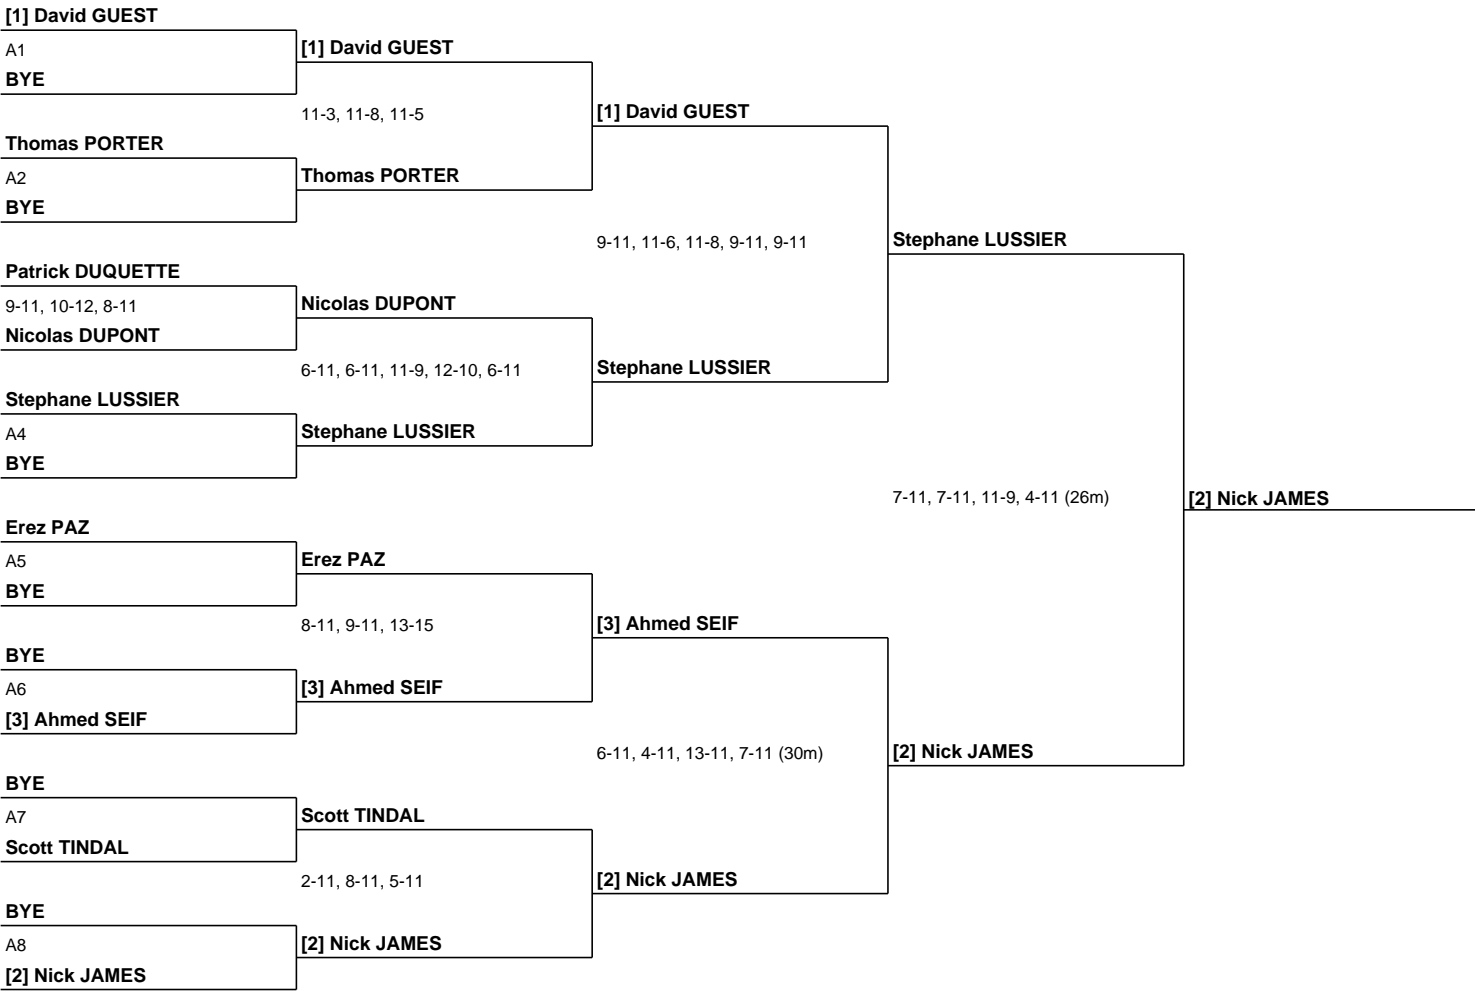 [1] David GUEST
A1
BYE
Thomas PORTER
A2
BYE
Patrick DUQUETTE
9-11, 10-12, 8-11
Nicolas DUPONT
Stephane LUSSIER
A4
BYE
Erez PAZ
A5
BYE
BYE
A6
[3] Ahmed SEIF
BYE
A7
Scott TINDAL
BYE
A8
[2] Nick JAMES
[1] David GUEST
11-3, 11-8, 11-5
Thomas PORTER
Nicolas DUPONT
6-11, 6-11, 11-9, 12-10, 6-11
Stephane LUSSIER
Erez PAZ
8-11, 9-11, 13-15
[3] Ahmed SEIF
Scott TINDAL
2-11, 8-11, 5-11
[2] Nick JAMES
[1] David GUEST
9-11, 11-6, 11-8, 9-11, 9-11
Stephane LUSSIER
[3] Ahmed SEIF
6-11, 4-11, 13-11, 7-11 (30m)
[2] Nick JAMES
Stephane LUSSIER
7-11, 7-11, 11-9, 4-11 (26m)
[2] Nick JAMES
[2] Nick JAMES